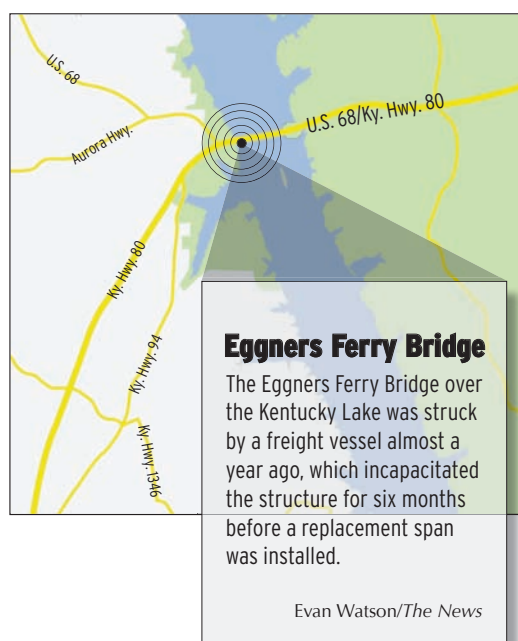 U.S. 68
Aurora Hwy.
U.S. 68/Ky. Hwy. 80
Ky. Hwy. 80
Ky. Hwy. 94
Ky. Hwy. 1346
Eggners Ferry Bridge
The Eggners Ferry Bridge over
the Kentucky Lake was struck
by a freight vessel almost a
year ago, which incapacitated
the structure for six months
before a replacement span
was installed.
Evan Watson/The News